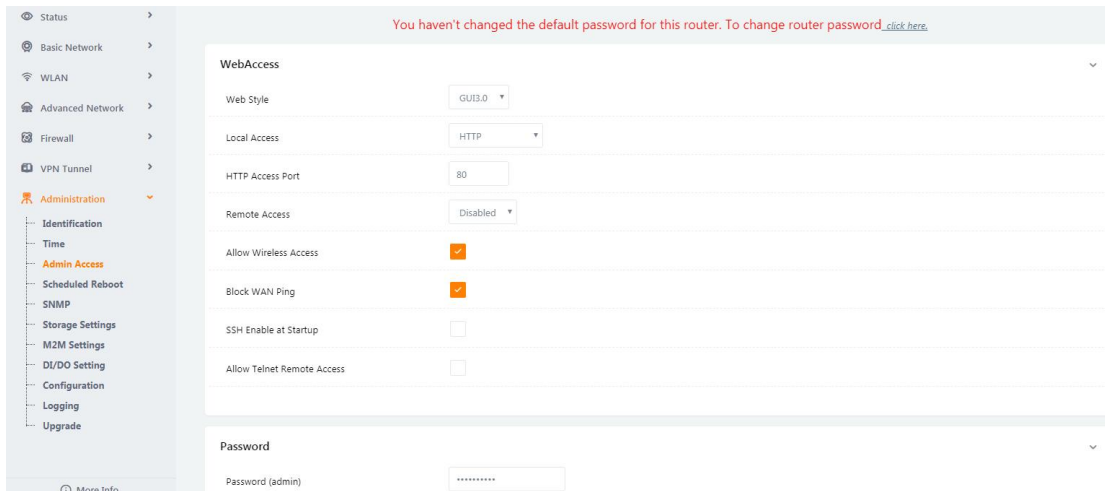 Status
Basic Network
WLAN
Advanced Network
Firewall
VPN Tunnel
Administration
Identification
Time
Admin Access
Scheduled Reboot
SNMP
Storage Settings
M2M Settings
DI/DO Setting
Configuration
Logging
Upgrade
More Info
You haven't changed the default password for this router. To change router password click here.
WebAccess
Web Style GUI3.0
Local Access HTTP
HTTP Access Port 80
Remote Access Disabled
Allow Wireless Access
Block WAN Ping
SSH Enable at Startup
Allow Telnet Remote Access
Password
Password (admin) ••••••••••